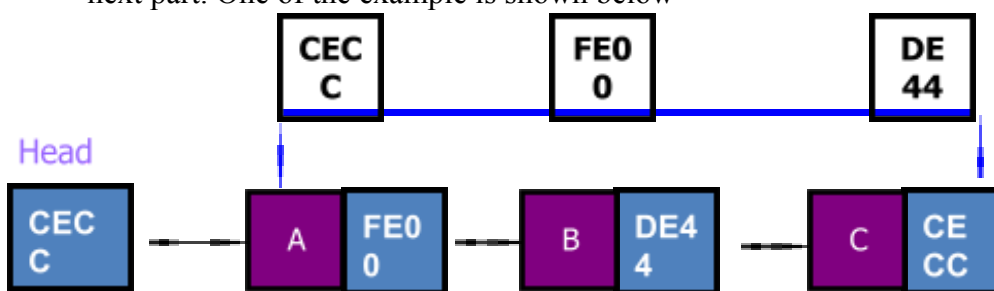 next part. One of the example is shown below
CEC
C
FE0
0
DE
44
Head
CEC
C
A
FE0
0
B
DE4
4
C
CE
CC